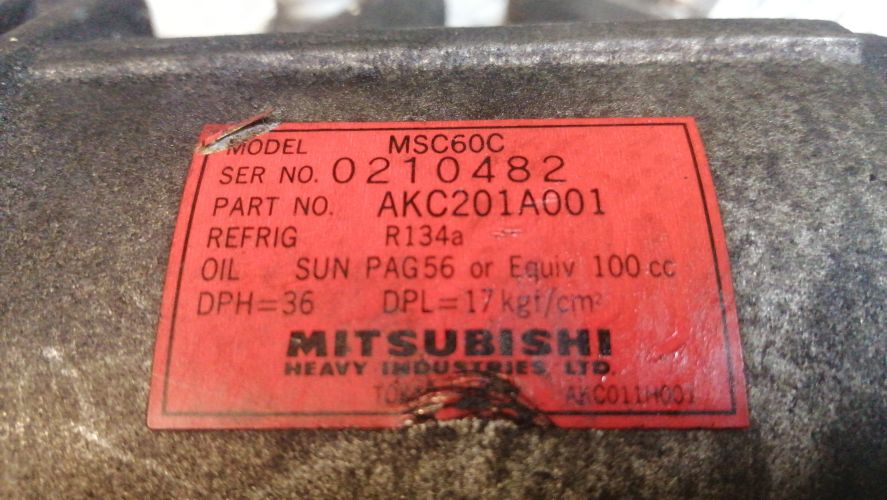 MODEL MSC60C
SER NO. 0210482
PART NO. AKC201A001
REFRIG R134a
OIL SUN PAG56 or Equiv 100 cc
DPH=36 DPL=17 kgf/cm²
MITSUBISHI
HEAVY INDUSTRIES, LTD.
AKC011H001